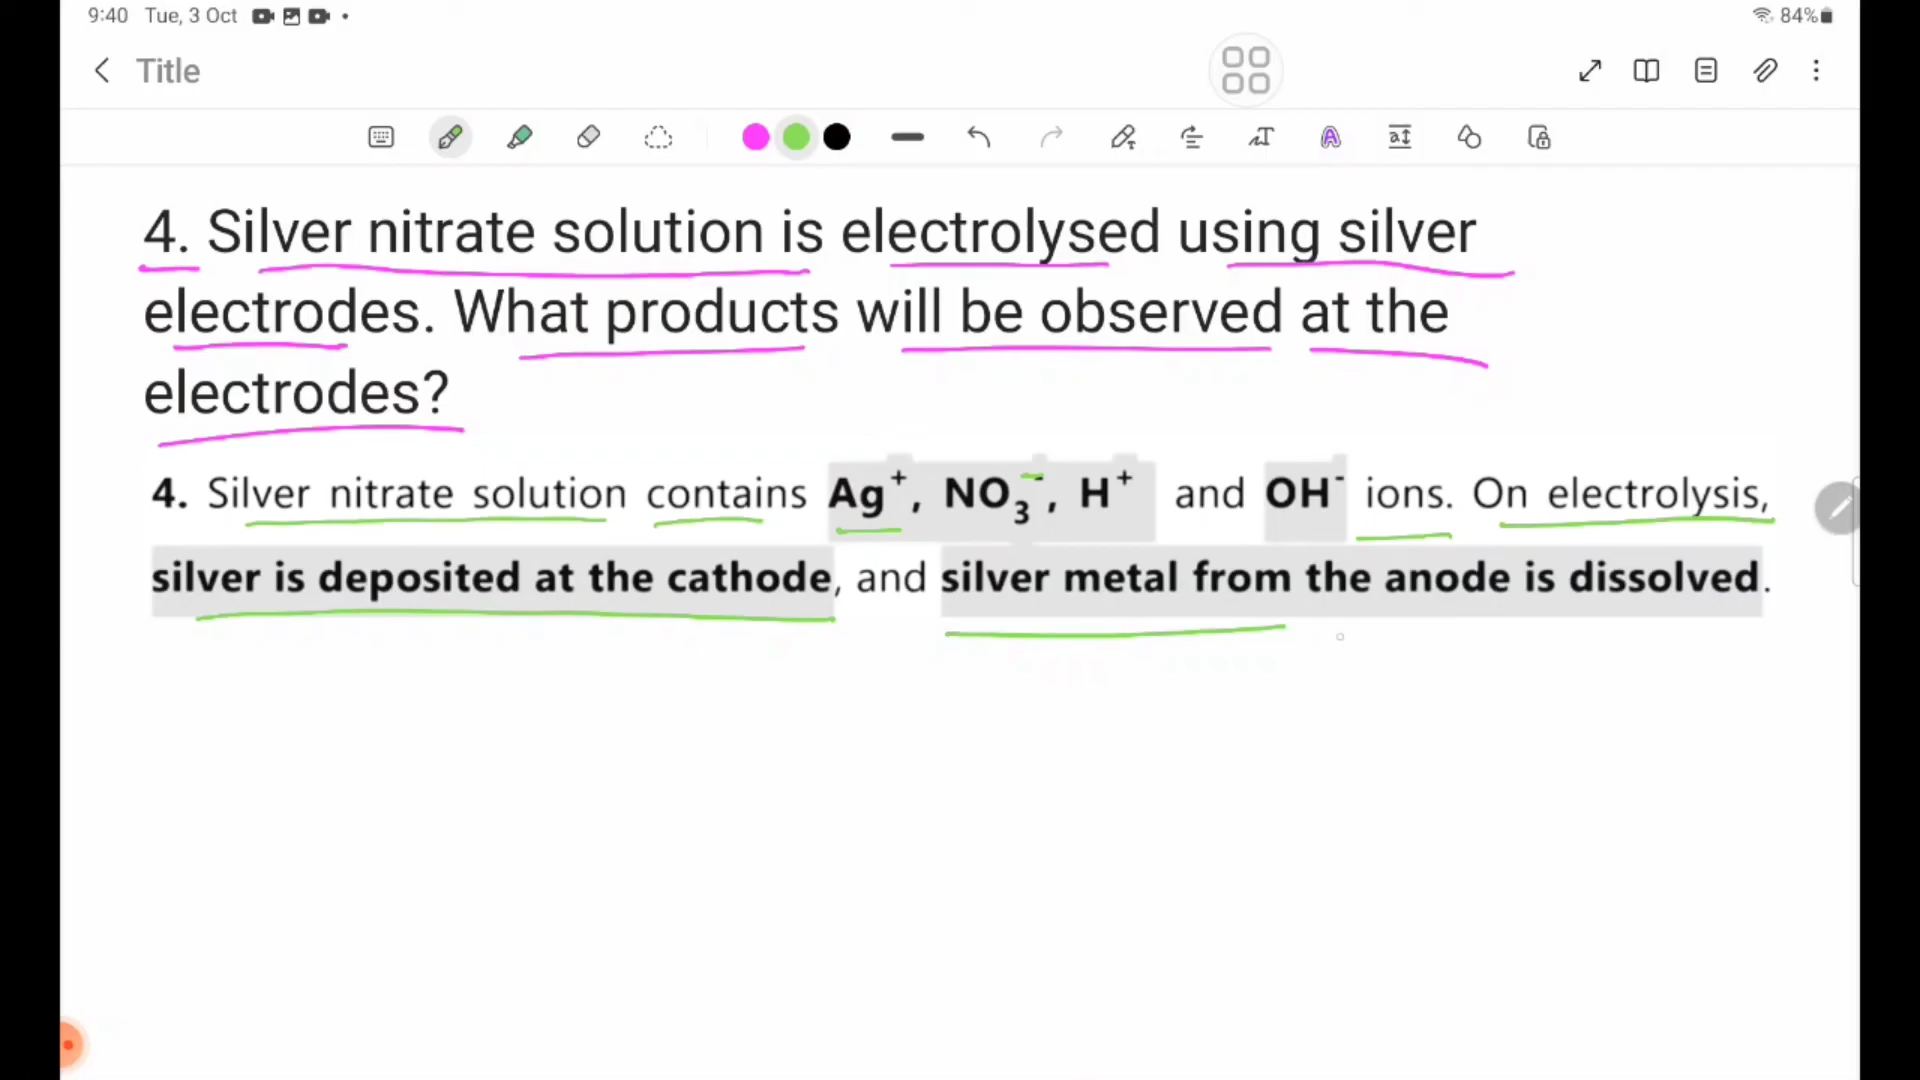 9:40 Tue, 3 Oct 84%
Title
4. Silver nitrate solution is electrolysed using silver
electrodes. What products will be observed at the
electrodes?
4. Silver nitrate solution contains Ag⁺, NO₃⁻, H⁺ and OH⁻ ions. On electrolysis,
silver is deposited at the cathode, and silver metal from the anode is dissolved.